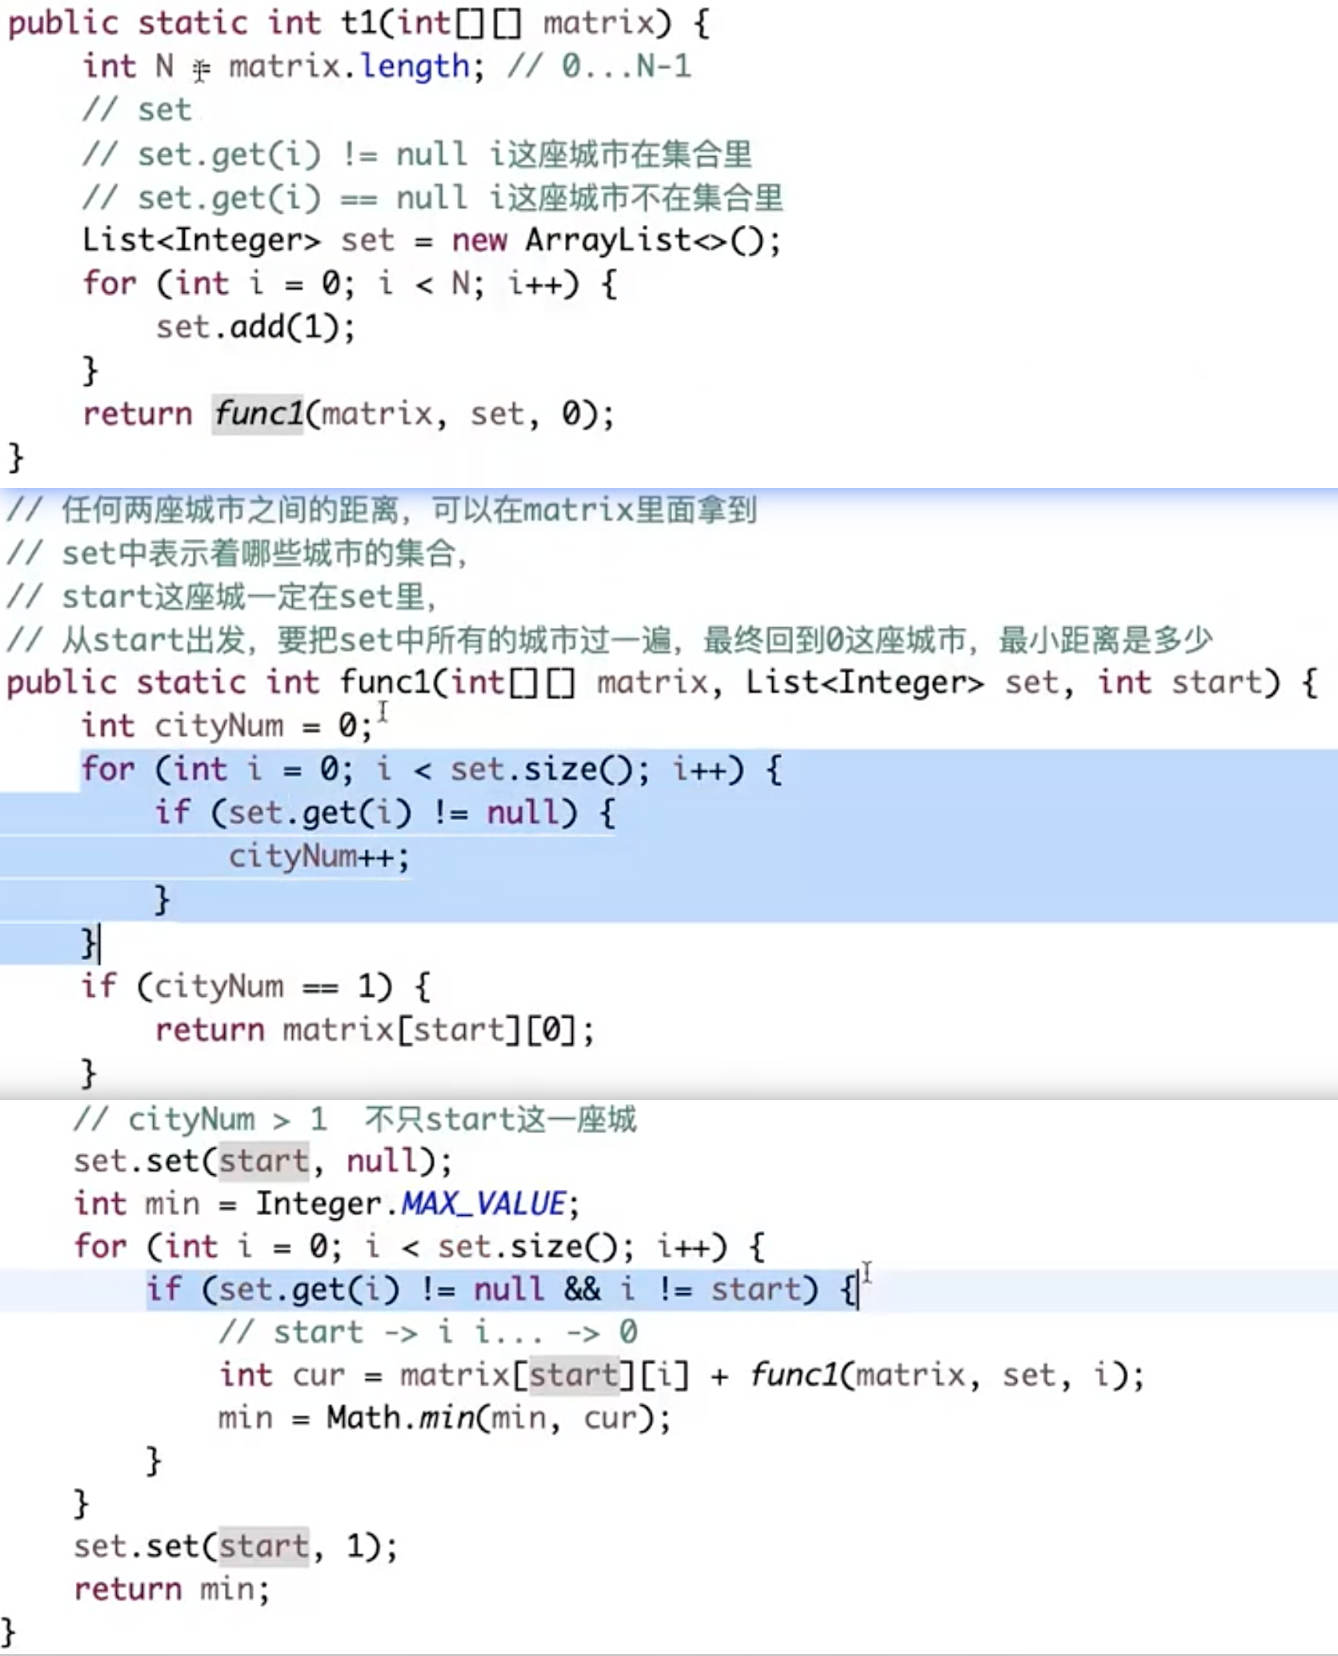 public static int t1(int[][] matrix) {
    int N = matrix.length; // 0...N-1
    // set
    // set.get(i) != null i这座城市在集合里
    // set.get(i) == null i这座城市不在集合里
    List<Integer> set = new ArrayList<>();
    for (int i = 0; i < N; i++) {
        set.add(1);
    }
    return func1(matrix, set, 0);
}
// 任何两座城市之间的距离，可以在matrix里面拿到
// set中表示着哪些城市的集合，
// start这座城一定在set里，
// 从start出发，要把set中所有的城市过一遍，最终回到0这座城市，最小距离是多少
public static int func1(int[][] matrix, List<Integer> set, int start) {
    int cityNum = 0;
    for (int i = 0; i < set.size(); i++) {
        if (set.get(i) != null) {
            cityNum++;
        }
    }
    if (cityNum == 1) {
        return matrix[start][0];
    }
    // cityNum > 1  不只start这一座城
    set.set(start, null);
    int min = Integer.MAX_VALUE;
    for (int i = 0; i < set.size(); i++) {
        if (set.get(i) != null && i != start) {
            // start -> i i... -> 0
            int cur = matrix[start][i] + func1(matrix, set, i);
            min = Math.min(min, cur);
        }
    }
    set.set(start, 1);
    return min;
}